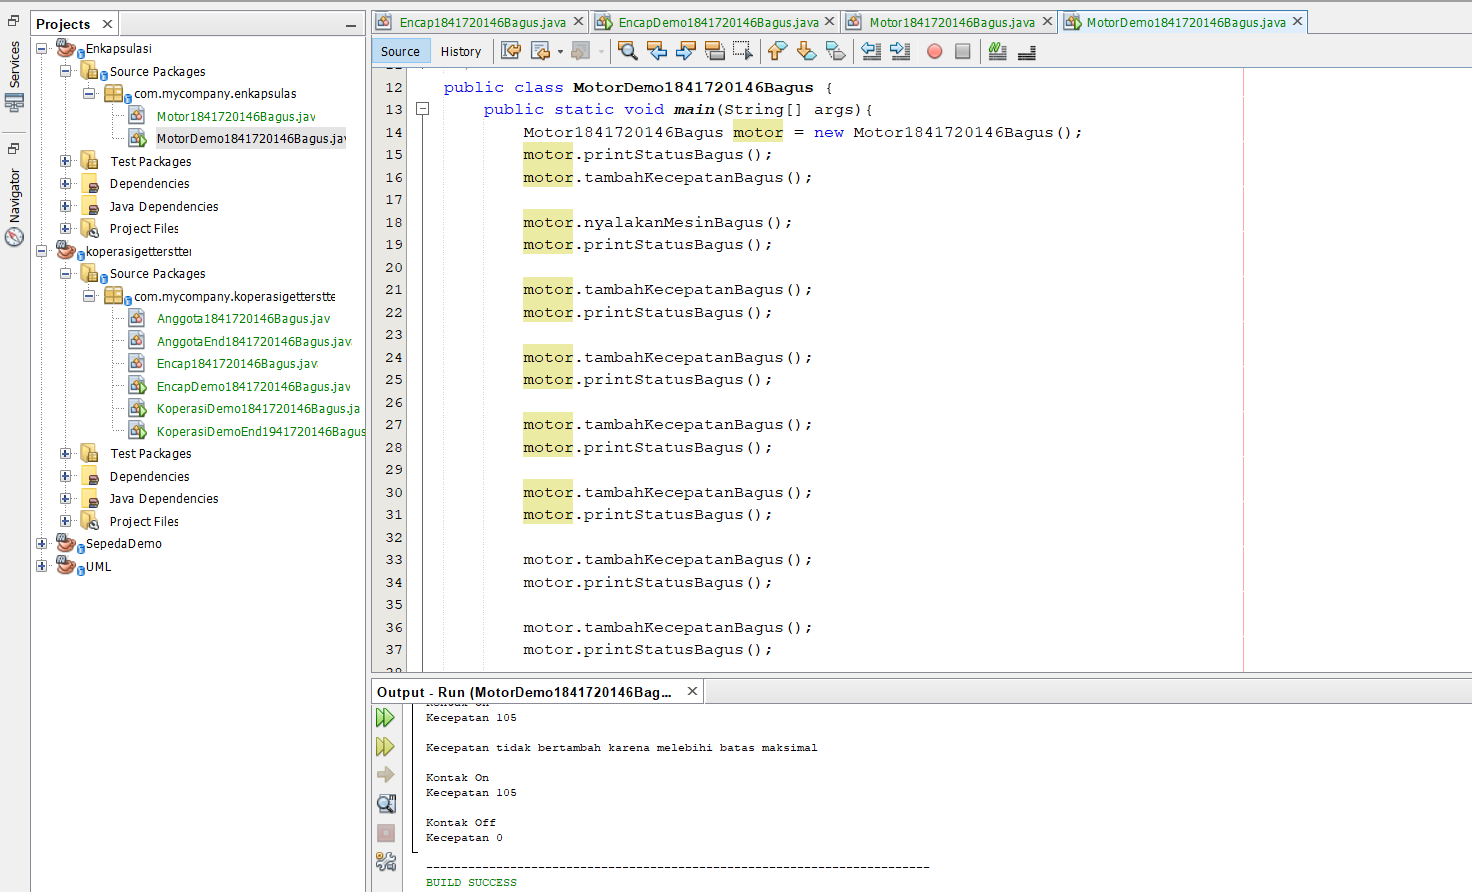 Services
Navigator
Projects
Enkapsulasi
Source Packages
com.mycompany.enkapsulas
Motor1841720146Bagus.jav
MotorDemo1841720146Bagus.jav
Test Packages
Dependencies
Java Dependencies
Project Files
koperasigetterstter
Source Packages
com.mycompany.koperasigetterstte
Anggota1841720146Bagus.jav
AnggotaEnd1841720146Bagus.jav
Encap1841720146Bagus.jav
EncapDemo1841720146Bagus.jav
KoperasiDemo1841720146Bagus.ja
KoperasiDemoEnd1941720146Bagus
Test Packages
Dependencies
Java Dependencies
Project Files
SepedaDemo
UML
Encap1841720146Bagus.java EncapDemo1841720146Bagus.java Motor1841720146Bagus.java MotorDemo1841720146Bagus.java
Source History
12 public class MotorDemo1841720146Bagus {
13 public static void main(String[] args){
14 Motor1841720146Bagus motor = new Motor1841720146Bagus();
15 motor.printStatusBagus();
16 motor.tambahKecepatanBagus();
17
18 motor.nyalakanMesinBagus();
19 motor.printStatusBagus();
20
21 motor.tambahKecepatanBagus();
22 motor.printStatusBagus();
23
24 motor.tambahKecepatanBagus();
25 motor.printStatusBagus();
26
27 motor.tambahKecepatanBagus();
28 motor.printStatusBagus();
29
30 motor.tambahKecepatanBagus();
31 motor.printStatusBagus();
32
33 motor.tambahKecepatanBagus();
34 motor.printStatusBagus();
35
36 motor.tambahKecepatanBagus();
37 motor.printStatusBagus();
Output - Run (MotorDemo1841720146Bag...
Kontak On
Kecepatan 105
Kecepatan tidak bertambah karena melebihi batas maksimal
Kontak On
Kecepatan 105
Kontak Off
Kecepatan 0
------------------------------------------------------------------------
BUILD SUCCESS